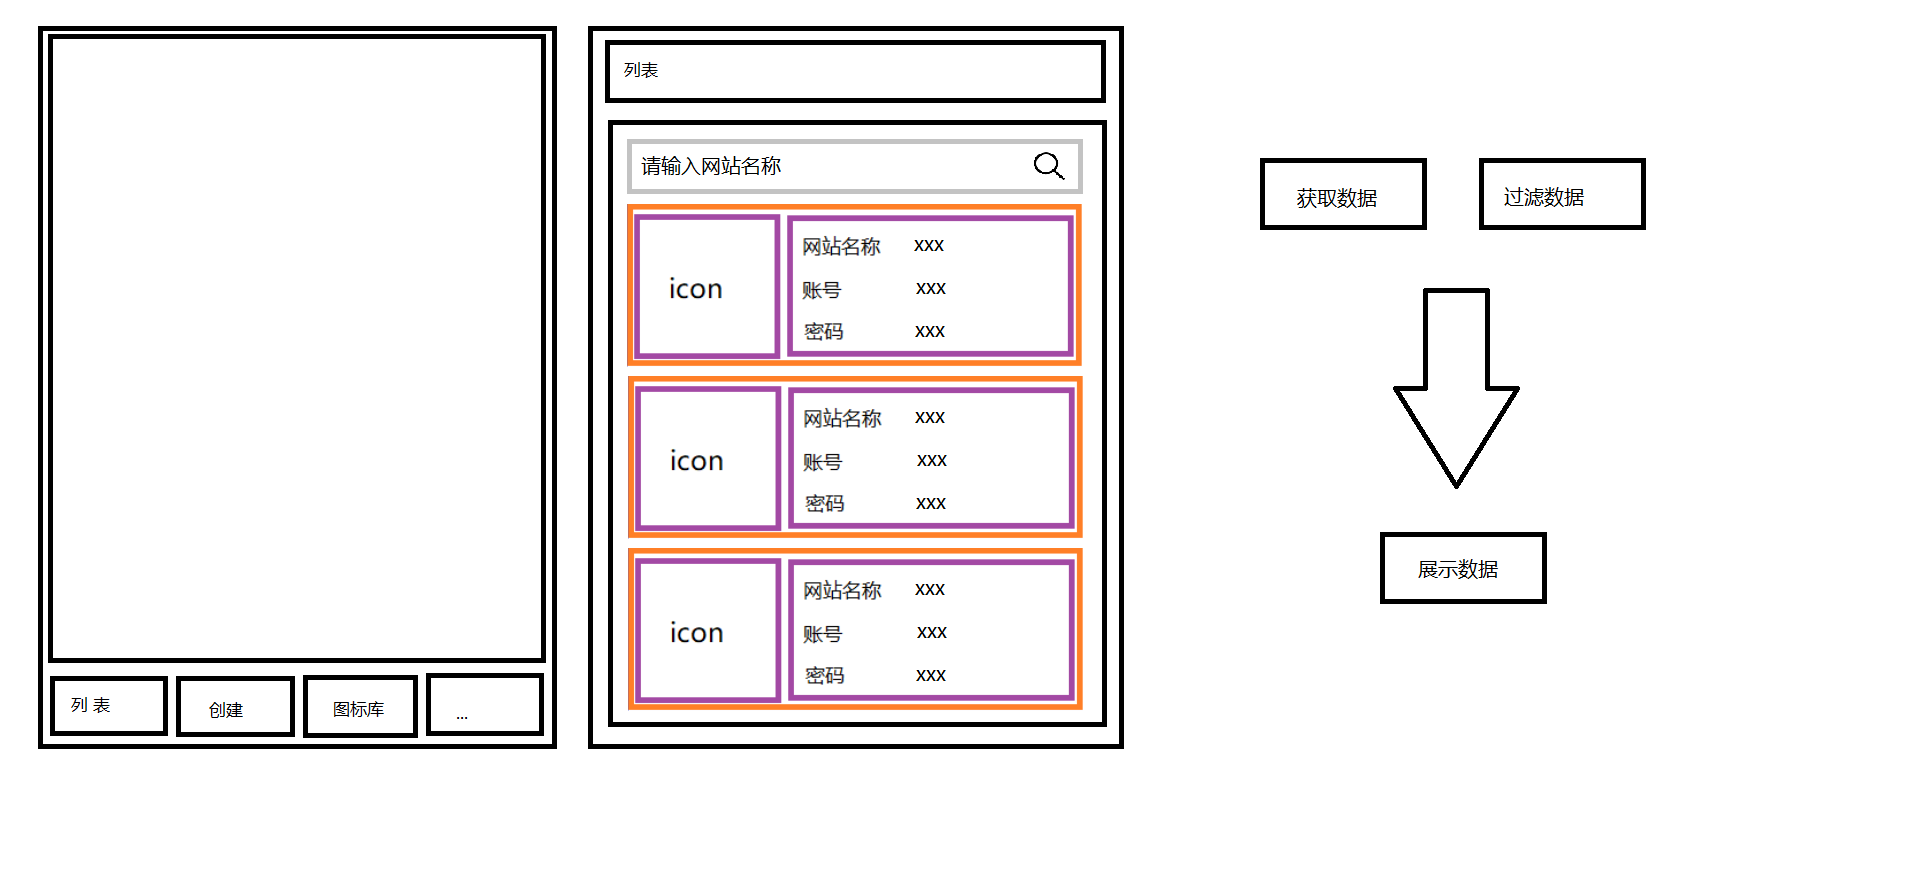 列 表
创建
图标库
...
列表
请输入网站名称
icon
网站名称 xxx
账号 xxx
密码 xxx
icon
网站名称 xxx
账号 xxx
密码 xxx
icon
网站名称 xxx
账号 xxx
密码 xxx
获取数据
过滤数据
展示数据